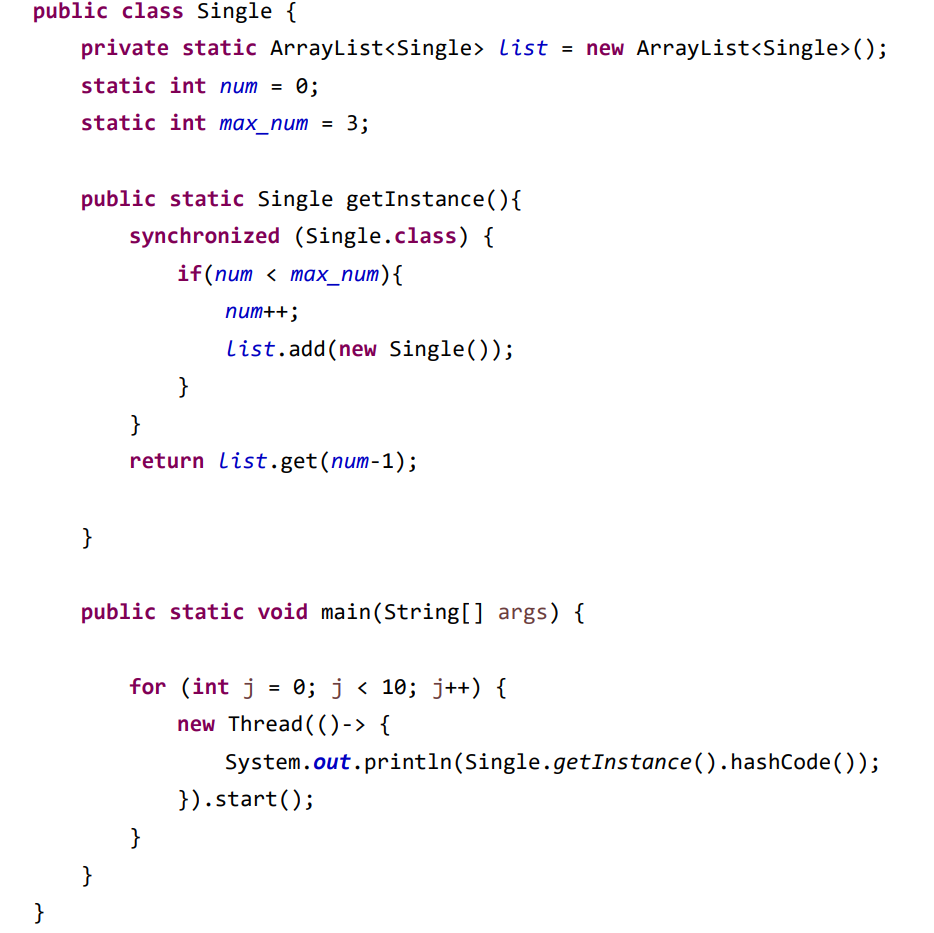 public class Single {
    private static ArrayList<Single> list = new ArrayList<Single>();
    static int num = 0;
    static int max_num = 3;

    public static Single getInstance(){
        synchronized (Single.class) {
            if(num < max_num){
                num++;
                list.add(new Single());
            }
        }
        return list.get(num-1);

    }

    public static void main(String[] args) {

        for (int j = 0; j < 10; j++) {
            new Thread(()-> {
                System.out.println(Single.getInstance().hashCode());
            }).start();
        }
    }
}